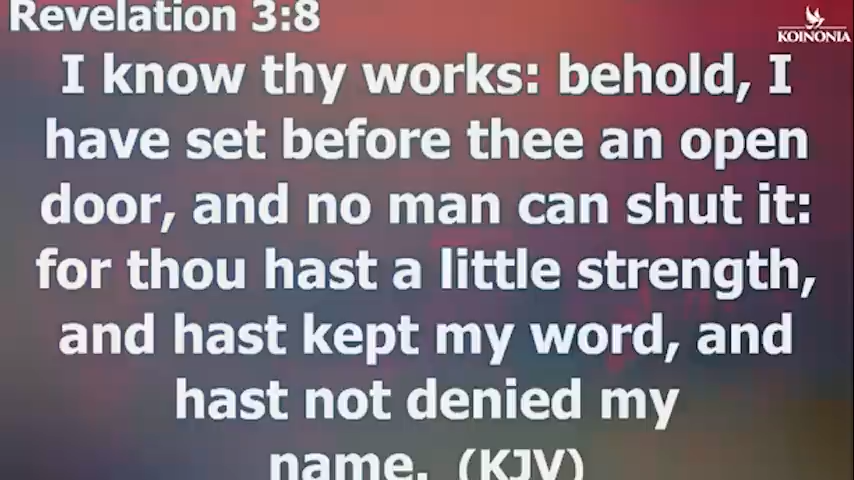 Revelation 3:8
KOINONIA
I know thy works: behold, I
have set before thee an open
door, and no man can shut it:
for thou hast a little strength,
and hast kept my word, and
hast not denied my
name. (KJV)